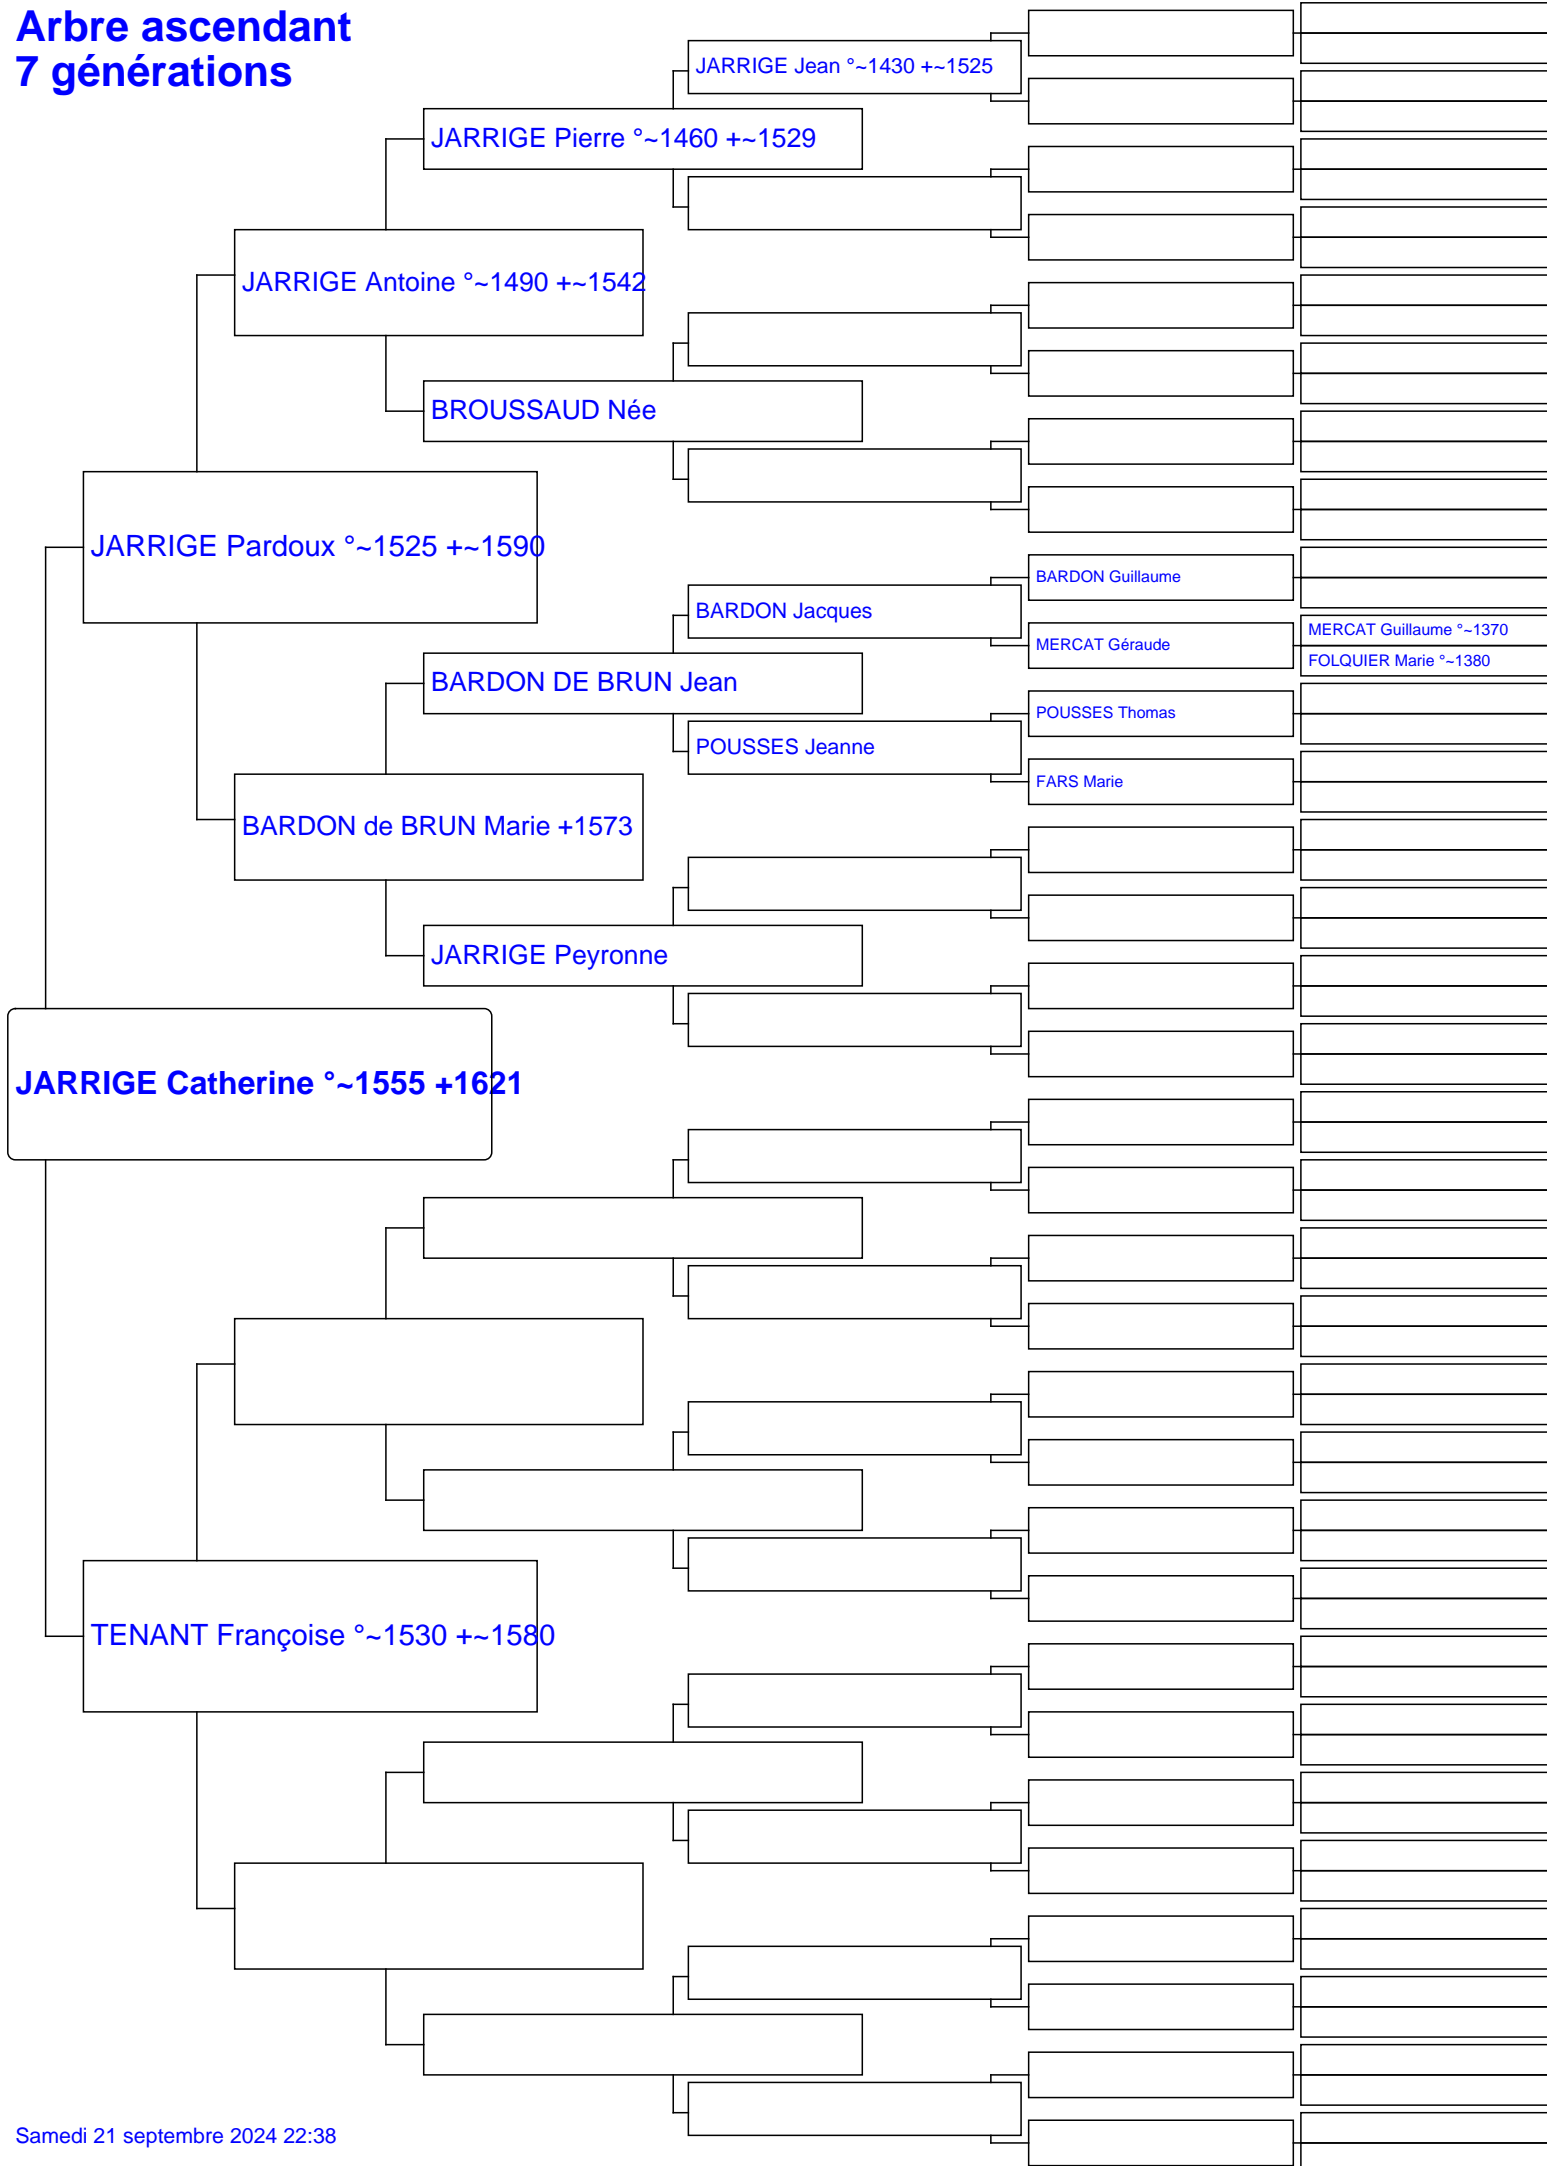 Arbre ascendant
7 générations
JARRIGE Jean °~1430 +~1525
JARRIGE Pierre °~1460 +~1529
JARRIGE Antoine °~1490 +~1542
BROUSSAUD Née
JARRIGE Pardoux °~1525 +~1590
BARDON Guillaume
BARDON Jacques
MERCAT Guillaume °~1370
MERCAT Géraude
FOLQUIER Marie °~1380
BARDON DE BRUN Jean
POUSSES Thomas
POUSSES Jeanne
FARS Marie
BARDON de BRUN Marie +1573
JARRIGE Peyronne
JARRIGE Catherine °~1555 +1621
TENANT Françoise °~1530 +~1580
Samedi 21 septembre 2024 22:38